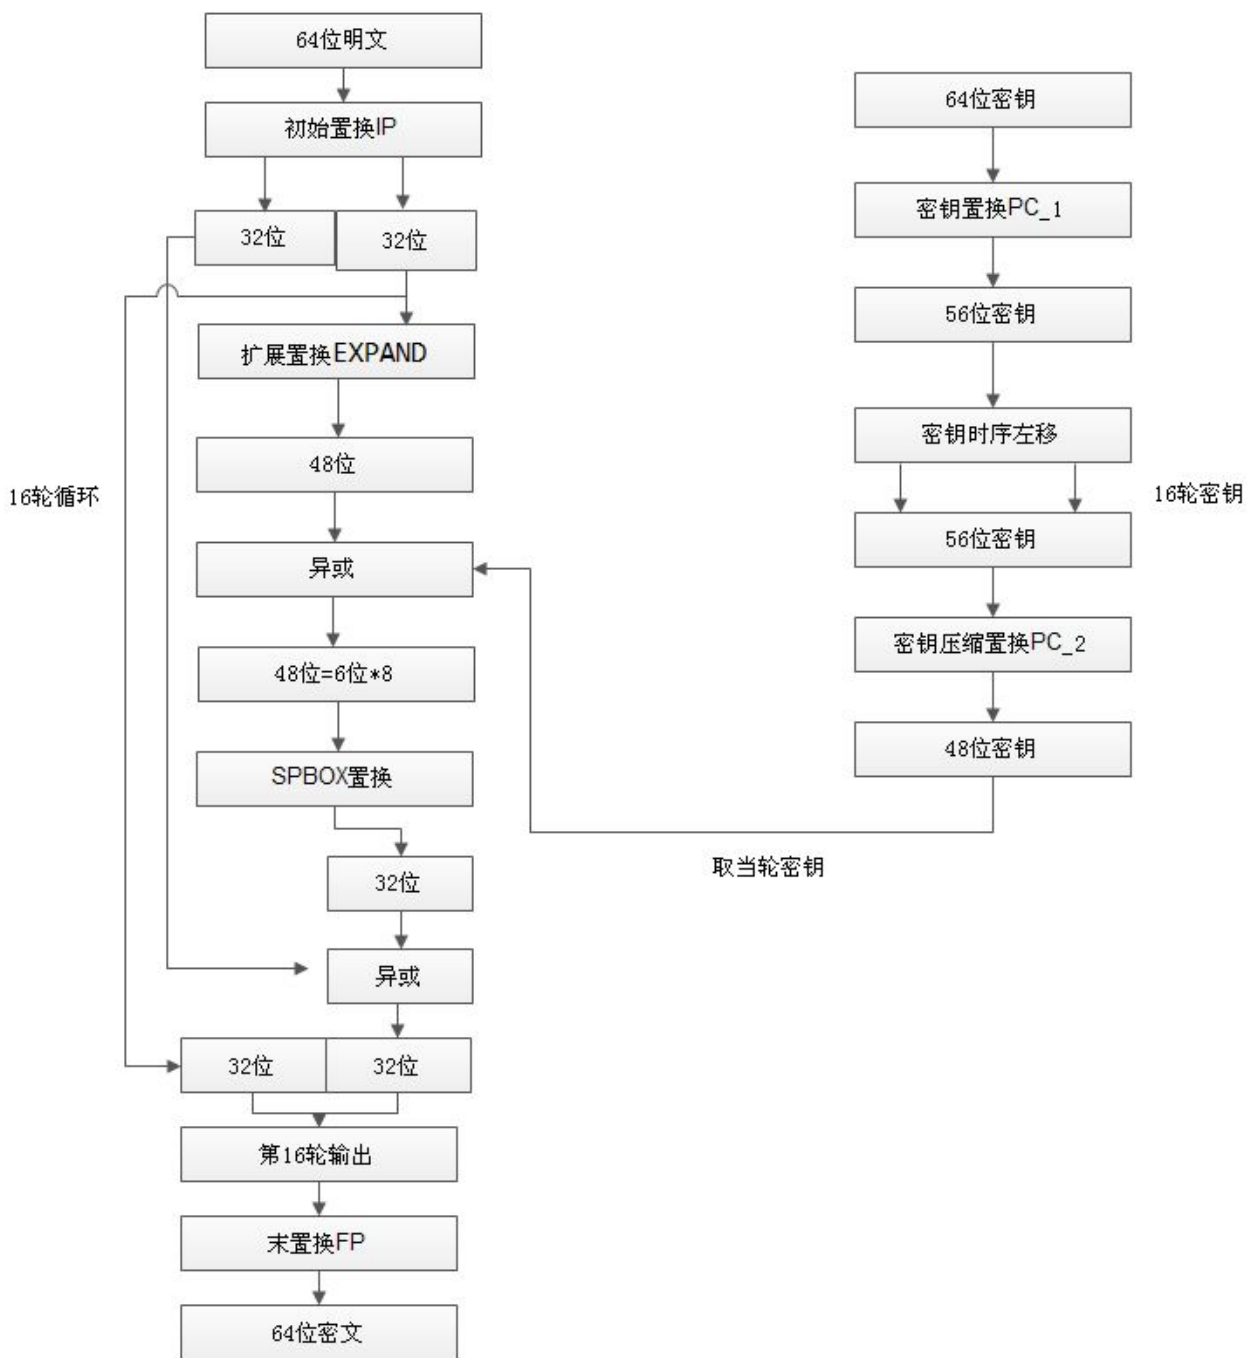 64位明文
初始置换IP
32位
32位
扩展置换EXPAND
48位
16轮循环
异或
48位=6位*8
SPBOX置换
32位
异或
32位
32位
第16轮输出
末置换FP
64位密文
64位密钥
密钥置换PC_1
56位密钥
密钥时序左移
16轮密钥
56位密钥
密钥压缩置换PC_2
48位密钥
取当轮密钥